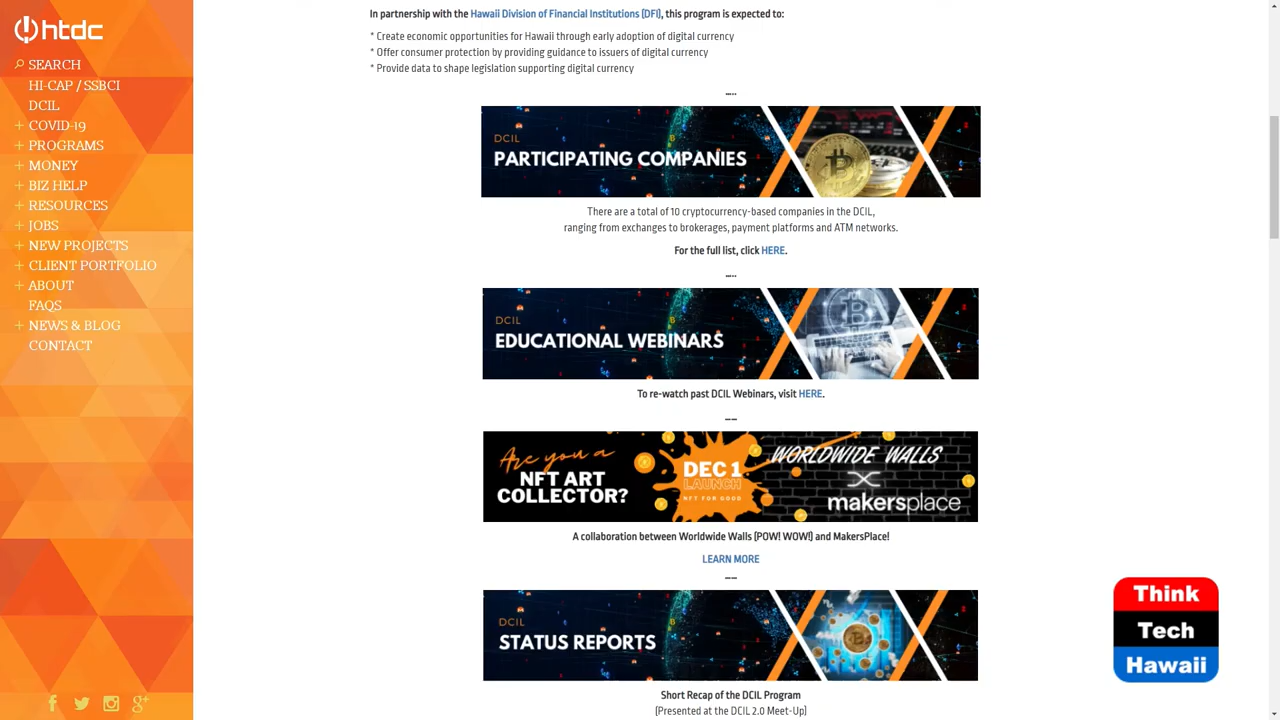 htdc
SEARCH
HI-CAP / SSBCI
DCIL
+ COVID-19
+ PROGRAMS
+ MONEY
+ BIZ HELP
+ RESOURCES
+ JOBS
+ NEW PROJECTS
+ CLIENT PORTFOLIO
+ ABOUT
FAQS
+ NEWS & BLOG
CONTACT
In partnership with the Hawaii Division of Financial Institutions (DFI), this program is expected to:
* Create economic opportunities for Hawaii through early adoption of digital currency
* Offer consumer protection by providing guidance to issuers of digital currency
* Provide data to shape legislation supporting digital currency
…..
DCIL
PARTICIPATING COMPANIES
There are a total of 10 cryptocurrency-based companies in the DCIL,
ranging from exchanges to brokerages, payment platforms and ATM networks.
For the full list, click HERE.
…..
DCIL
EDUCATIONAL WEBINARS
To re-watch past DCIL Webinars, visit HERE.
……
Are you a
NFT ART
COLLECTOR?
DEC 1
LAUNCH
NFT FOR GOOD
WORLDWIDE WALLS
X
makersplace
A collaboration between Worldwide Walls (POW! WOW!) and MakersPlace!
LEARN MORE
……
DCIL
STATUS REPORTS
Short Recap of the DCIL Program
(Presented at the DCIL 2.0 Meet-Up)
Think
Tech
Hawaii